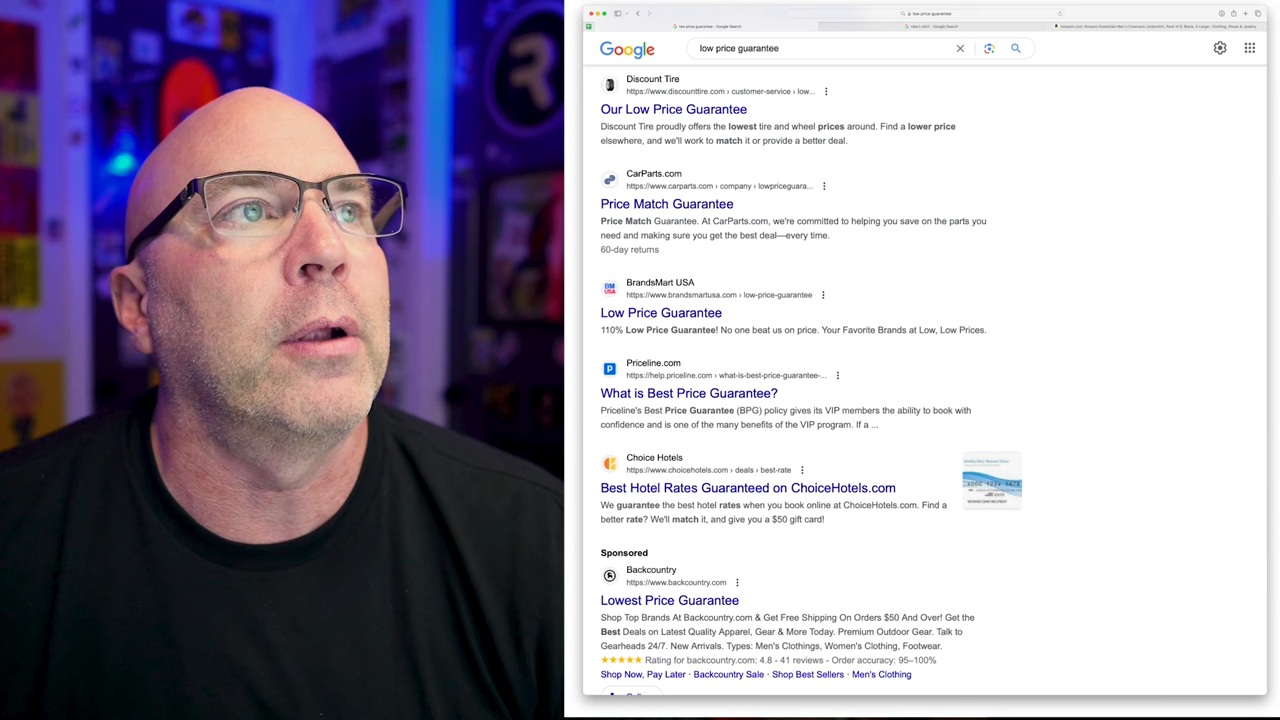 low price guarantee
low price guarantee - Google Search
Google
low price guarantee
Discount Tire
https://www.discounttire.com › customer-service › low...
Our Low Price Guarantee
Discount Tire proudly offers the lowest tire and wheel prices around. Find a lower price
elsewhere, and we'll work to match it or provide a better deal.
CarParts.com
https://www.carparts.com › company › lowpriceguara...
Price Match Guarantee
Price Match Guarantee. At CarParts.com, we're committed to helping you save on the parts you
need and making sure you get the best deal—every time.
60-day returns
BM
USA
BrandsMart USA
https://www.brandsmartusa.com › low-price-guarantee
Low Price Guarantee
110% Low Price Guarantee! No one beat us on price. Your Favorite Brands at Low, Low Prices.
P
Priceline.com
https://help.priceline.com › what-is-best-price-guarantee-...
What is Best Price Guarantee?
Priceline's Best Price Guarantee (BPG) policy gives its VIP members the ability to book with
confidence and is one of the many benefits of the VIP program. If a ...
Choice Hotels
https://www.choicehotels.com › deals › best-rate
Best Hotel Rates Guaranteed on ChoiceHotels.com
We guarantee the best hotel rates when you book online at ChoiceHotels.com. Find a
better rate? We'll match it, and give you a $50 gift card!
Sponsored
Backcountry
https://www.backcountry.com
Lowest Price Guarantee
Shop Top Brands At Backcountry.com & Get Free Shipping On Orders $50 And Over! Get the
Best Deals on Latest Quality Apparel, Gear & More Today. Premium Outdoor Gear. Talk to
Gearheads 24/7. New Arrivals. Types: Men's Clothings, Women's Clothing, Footwear.
Rating for backcountry.com: 4.8 - 41 reviews - Order accuracy: 95–100%
Shop Now, Pay Later · Backcountry Sale · Shop Best Sellers · Men's Clothing